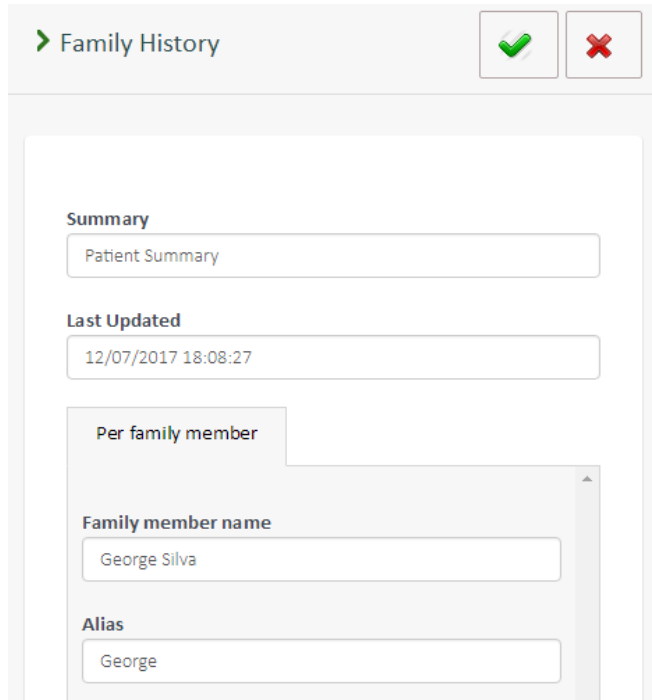 Family History
Summary
Patient Summary
Last Updated
12/07/2017 18:08:27
Per family member
Family member name
George Silva
Alias
George